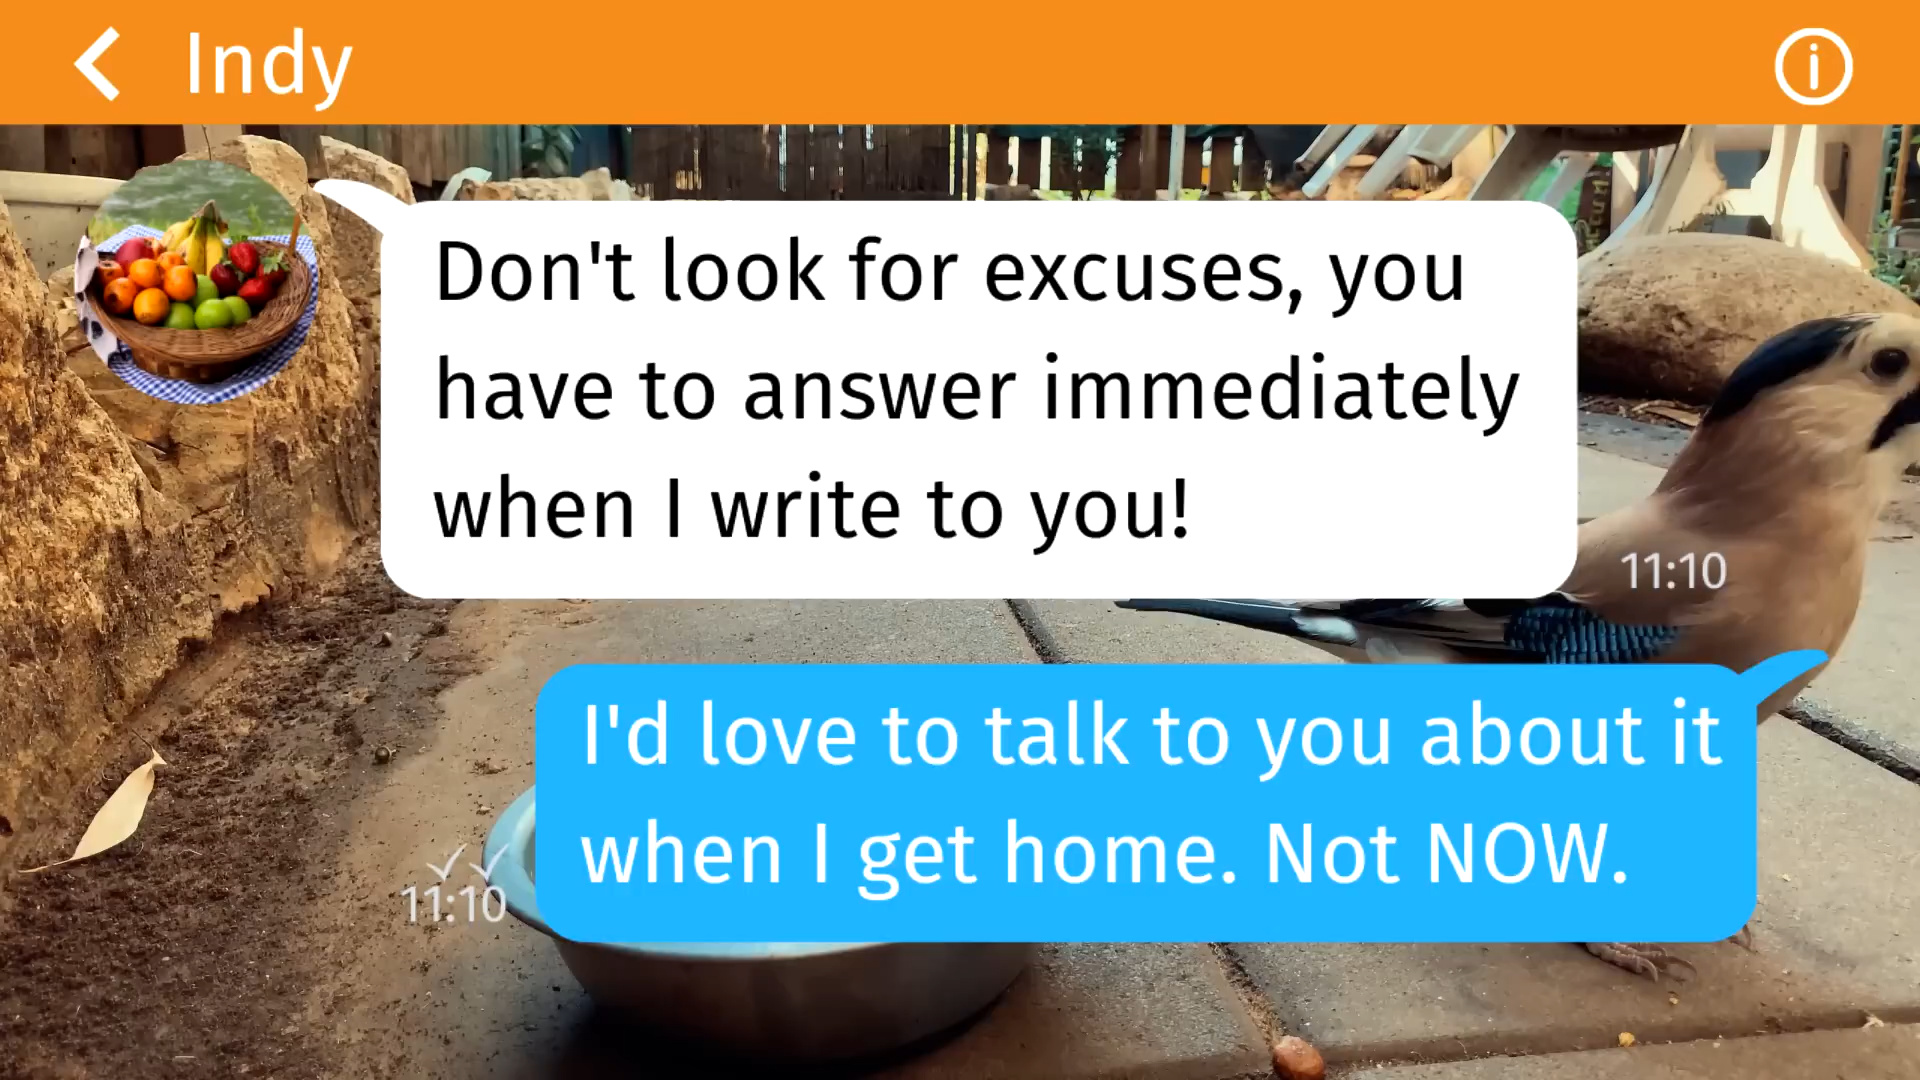 Indy
Don't look for excuses, you
have to answer immediately
when I write to you!
11:10
I'd love to talk to you about it
when I get home. Not NOW.
11:10